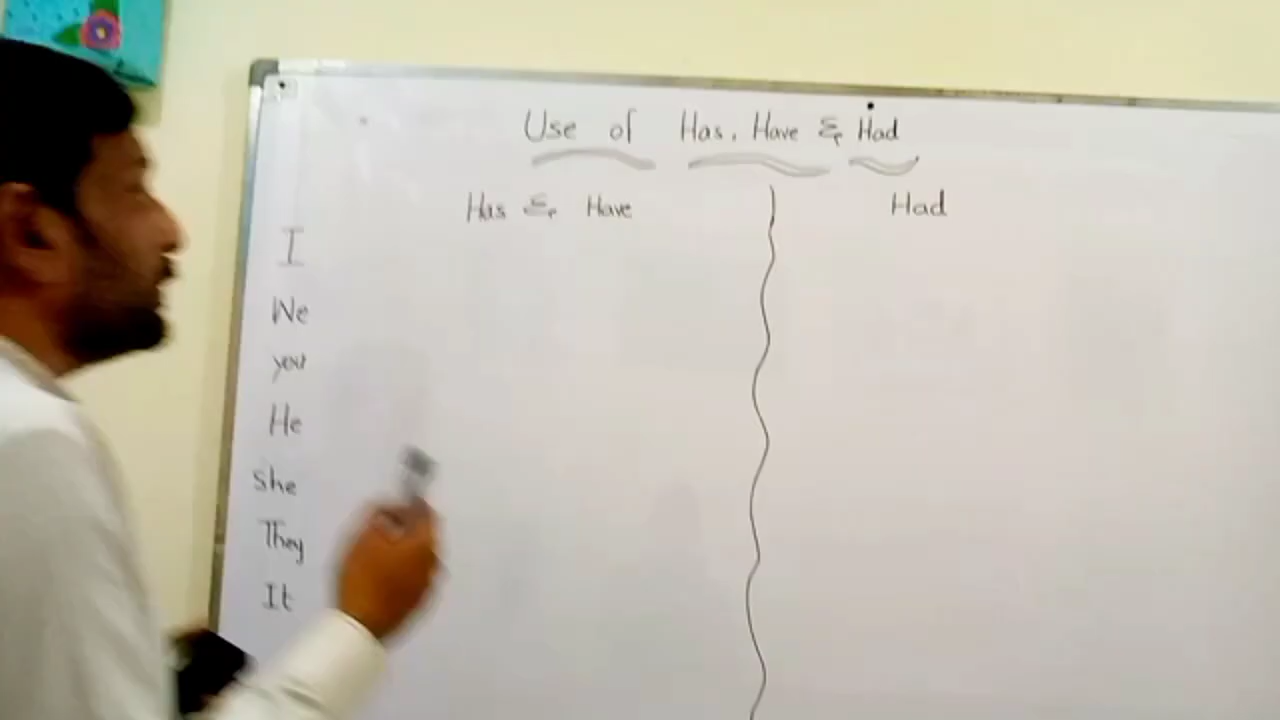 Use of Has, Have & Had
Has & Have
Had
I
We
you
He
She
They
It